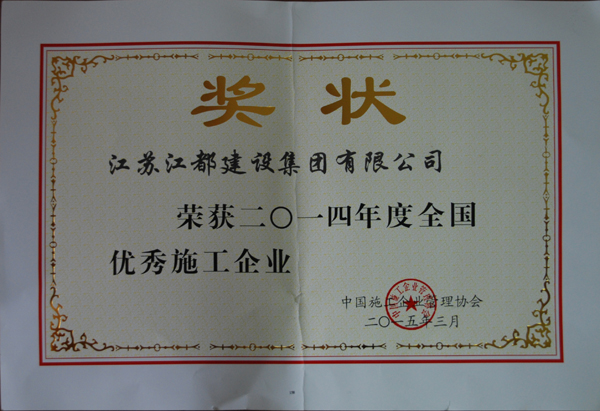 奖状
江苏江都建设集团有限公司
荣获二〇一四年度全国
优秀施工企业
中国施工企业管理协会
二〇一五年三月